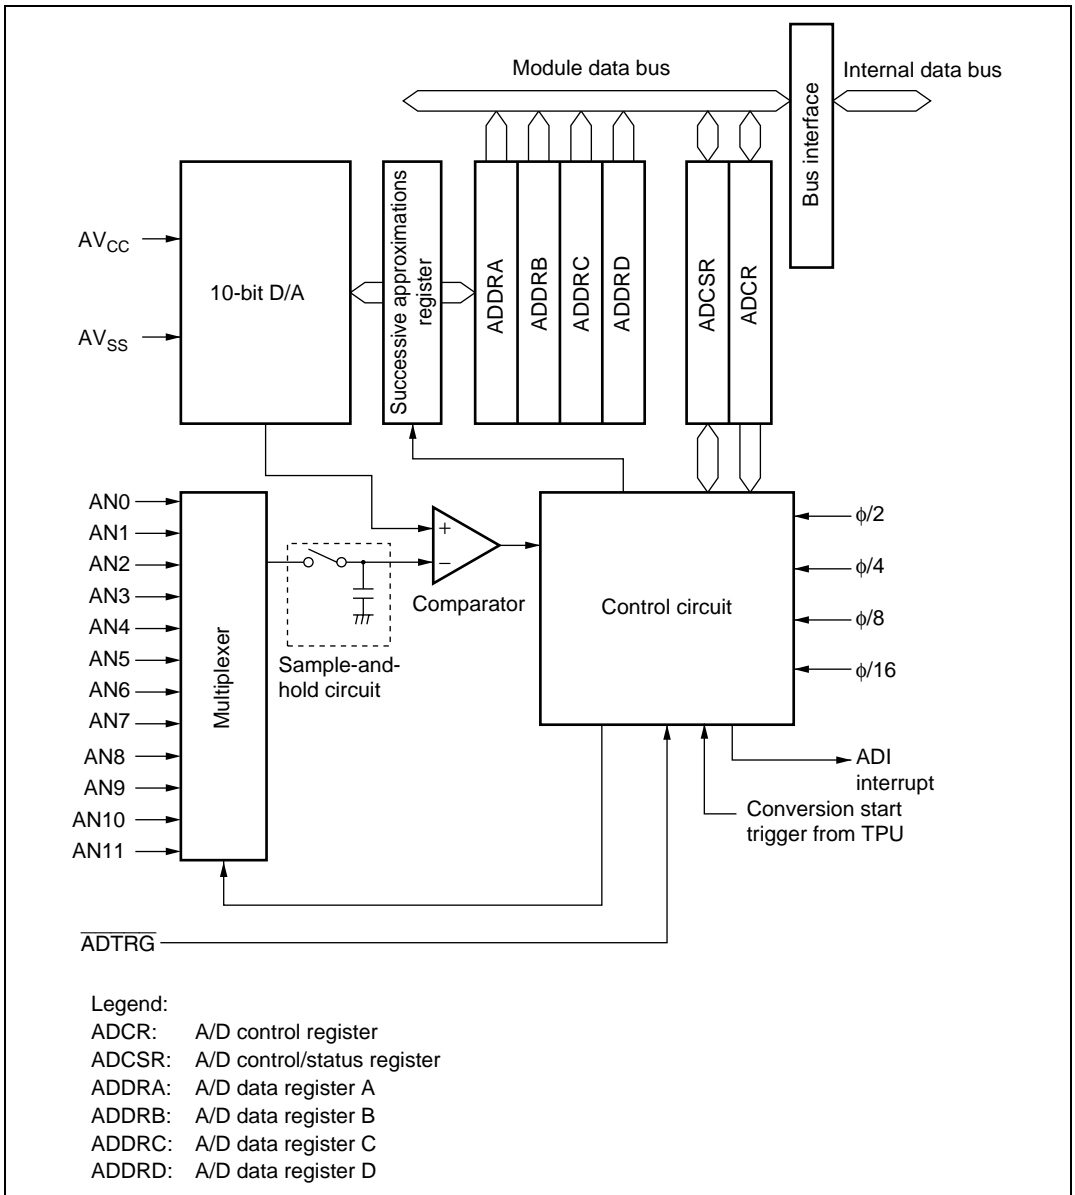 Module data bus
Internal data bus
Bus interface
AVCC
AVSS
10-bit D/A
Successive approximations
register
ADDRA
ADDRB
ADDRC
ADDRD
ADCSR
ADCR
AN0
AN1
AN2
AN3
AN4
AN5
AN6
AN7
AN8
AN9
AN10
AN11
Multiplexer
+
−
Comparator
Sample-and-
hold circuit
Control circuit
ϕ/2
ϕ/4
ϕ/8
ϕ/16
ADI
interrupt
Conversion start
trigger from TPU
A̅D̅T̅R̅G̅
Legend:
ADCR: A/D control register
ADCSR: A/D control/status register
ADDRA: A/D data register A
ADDRB: A/D data register B
ADDRC: A/D data register C
ADDRD: A/D data register D